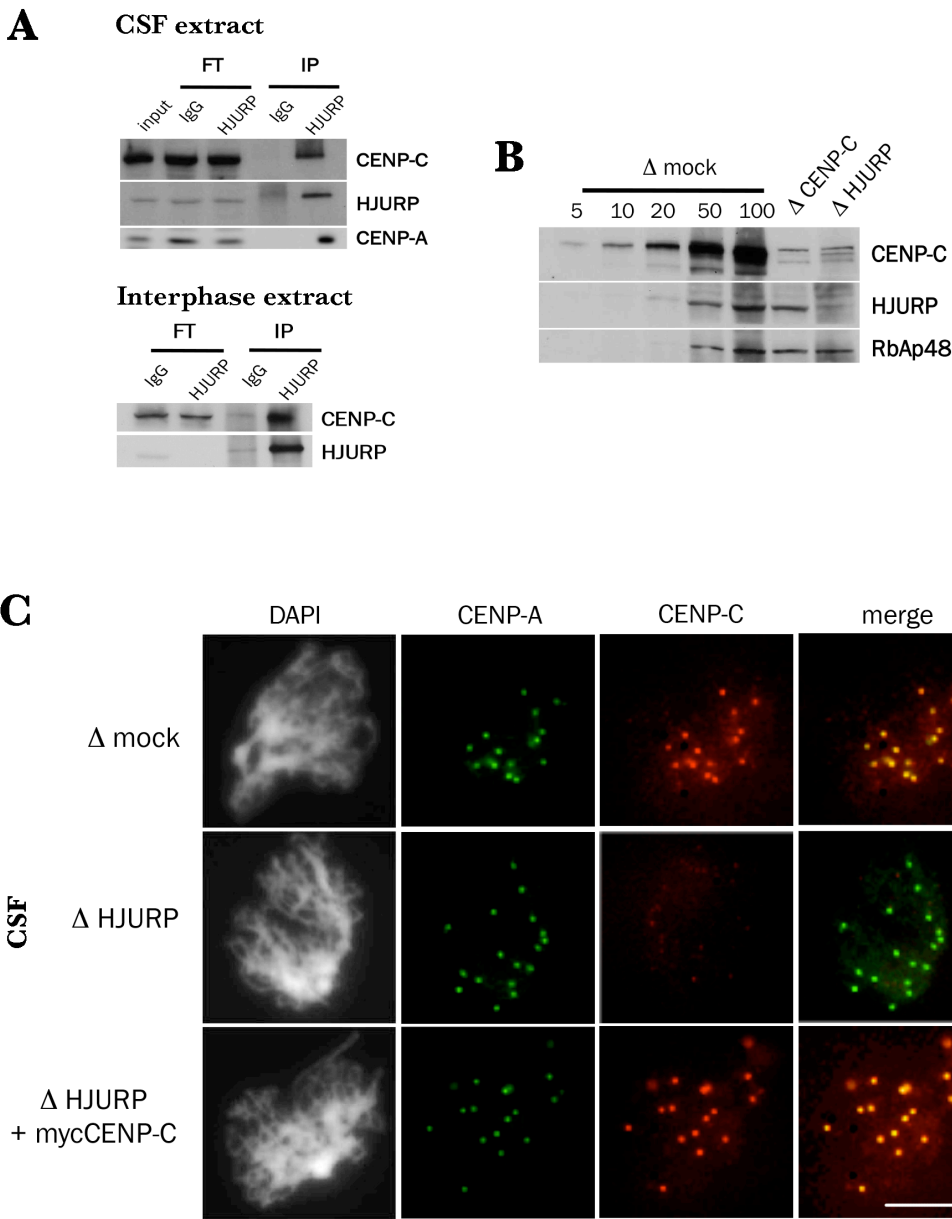 A
CSF extract
FT IP
input IgG HJURP IgG HJURP
CENP-C
HJURP
CENP-A
Interphase extract
FT IP
IgG HJURP IgG HJURP
CENP-C
HJURP
B
Δ mock Δ CENP-C Δ HJURP
5 10 20 50 100
CENP-C
HJURP
RbAp48
C
DAPI CENP-A CENP-C merge
Δ mock
CSF
Δ HJURP
Δ HJURP
+ mycCENP-C